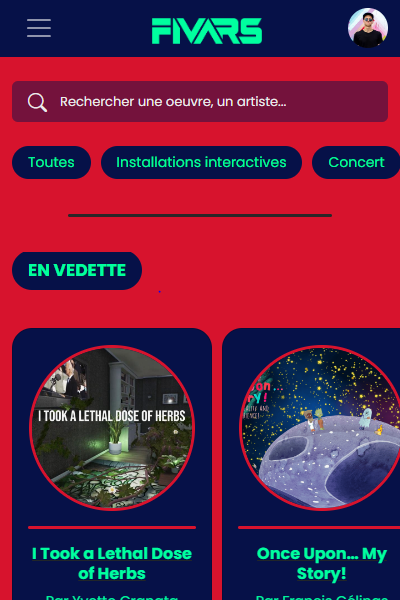 FIVARS
Rechercher une oeuvre, un artiste...
Toutes
Installations interactives
Concert
EN VEDETTE
I TOOK A LETHAL DOSE OF HERBS
I Took a Lethal Dose
of Herbs
Par Yvette Granata
Once Upon... My
Story!
Par Francis Gélinas